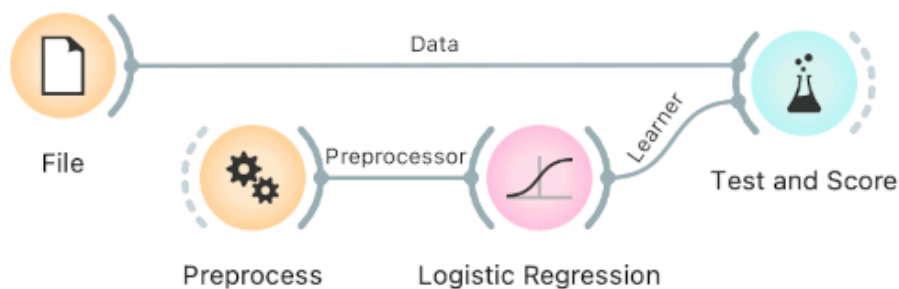 Data
File
Preprocessor
Learner
Test and Score
Preprocess
Logistic Regression